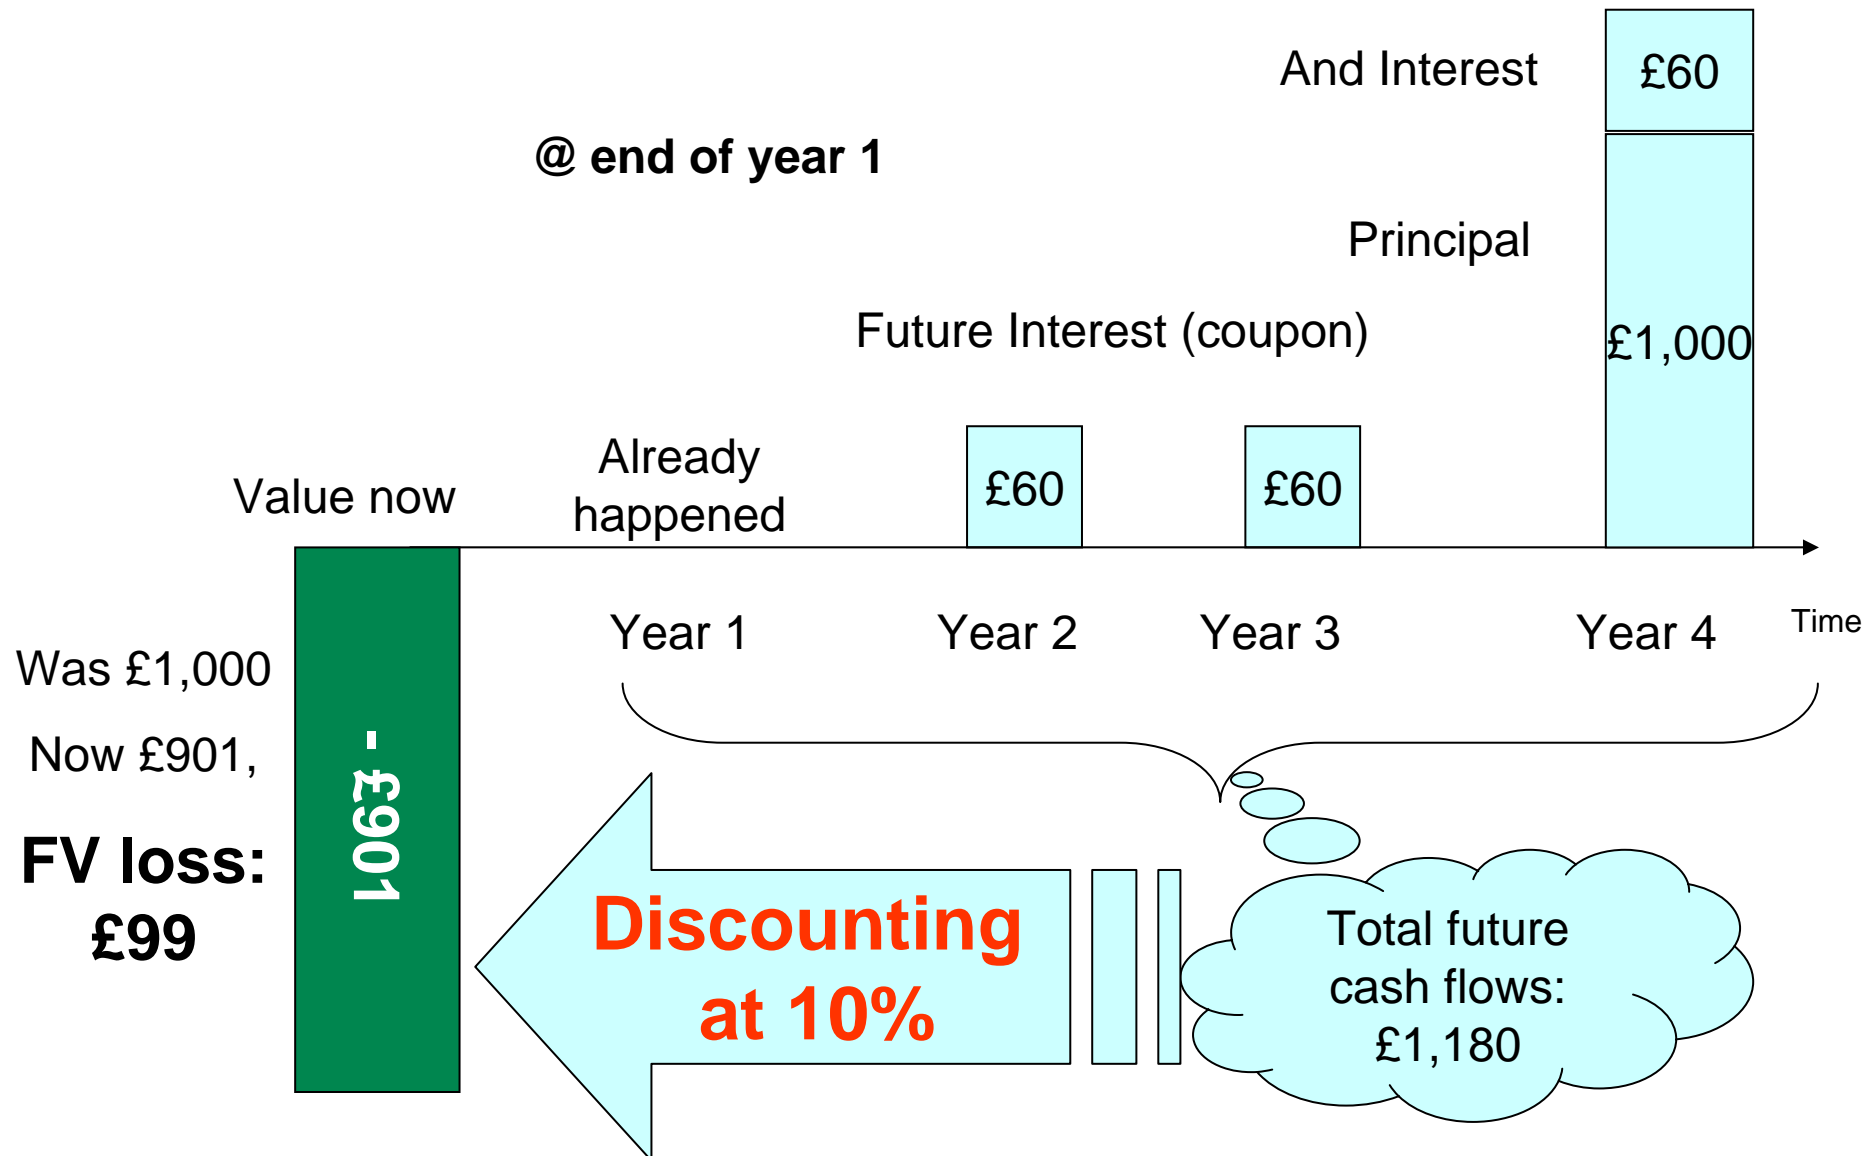 And Interest
£60
@ end of year 1
Principal
Future Interest (coupon)
£1,000
Already
happened
Value now
£60
£60
Year 1
Year 2
Year 3
Year 4
Time
Was £1,000
Now £901,
FV loss:
£99
- £901
Discounting
at 10%
Total future
cash flows:
£1,180